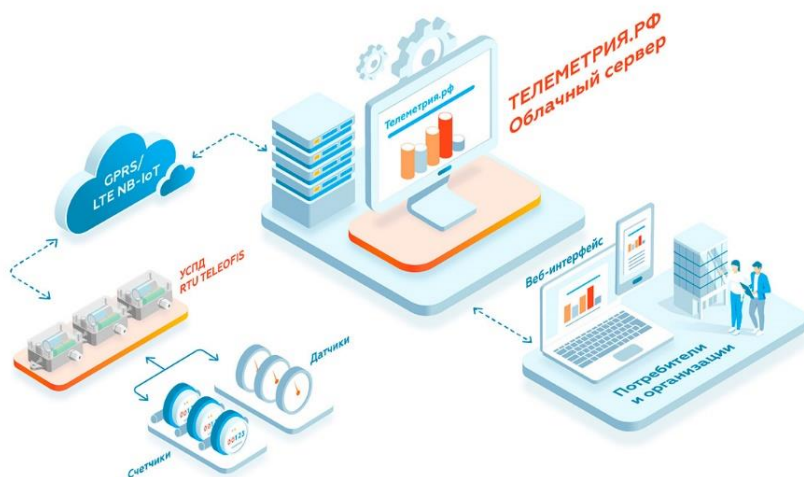 ТЕЛЕМЕТРИЯ.РФ
Облачный сервер
Телеметрия.рф
GPRS/
LTE NB-IoT
УСПД
RTU TELEOFIS
Веб-интерфейс
Датчики
Счетчики
Потребители
и организации